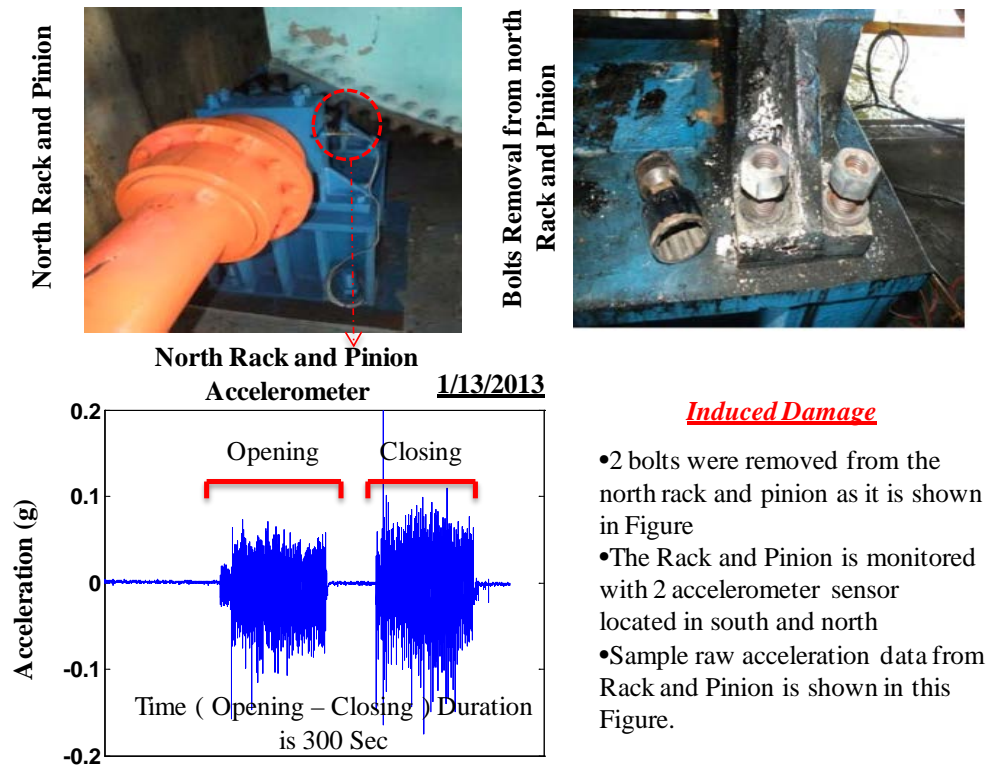 North Rack and Pinion
Bolts Removal from north
Rack and Pinion
North Rack and Pinion
Accelerometer
1/13/2013
Acceleration (g)
0.2
0.1
0
-0.1
-0.2
Opening
Closing
Time ( Opening – Closing ) Duration
is 300 Sec
Induced Damage
•2 bolts were removed from the
north rack and pinion as it is shown
in Figure
•The Rack and Pinion is monitored
with 2 accelerometer sensor
located in south and north
•Sample raw acceleration data from
Rack and Pinion is shown in this
Figure.